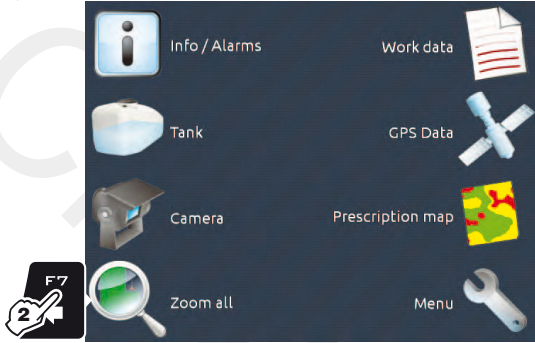 Info / Alarms
Work data
Tank
GPS Data
Camera
Prescription map
F7
2
Zoom all
Menu